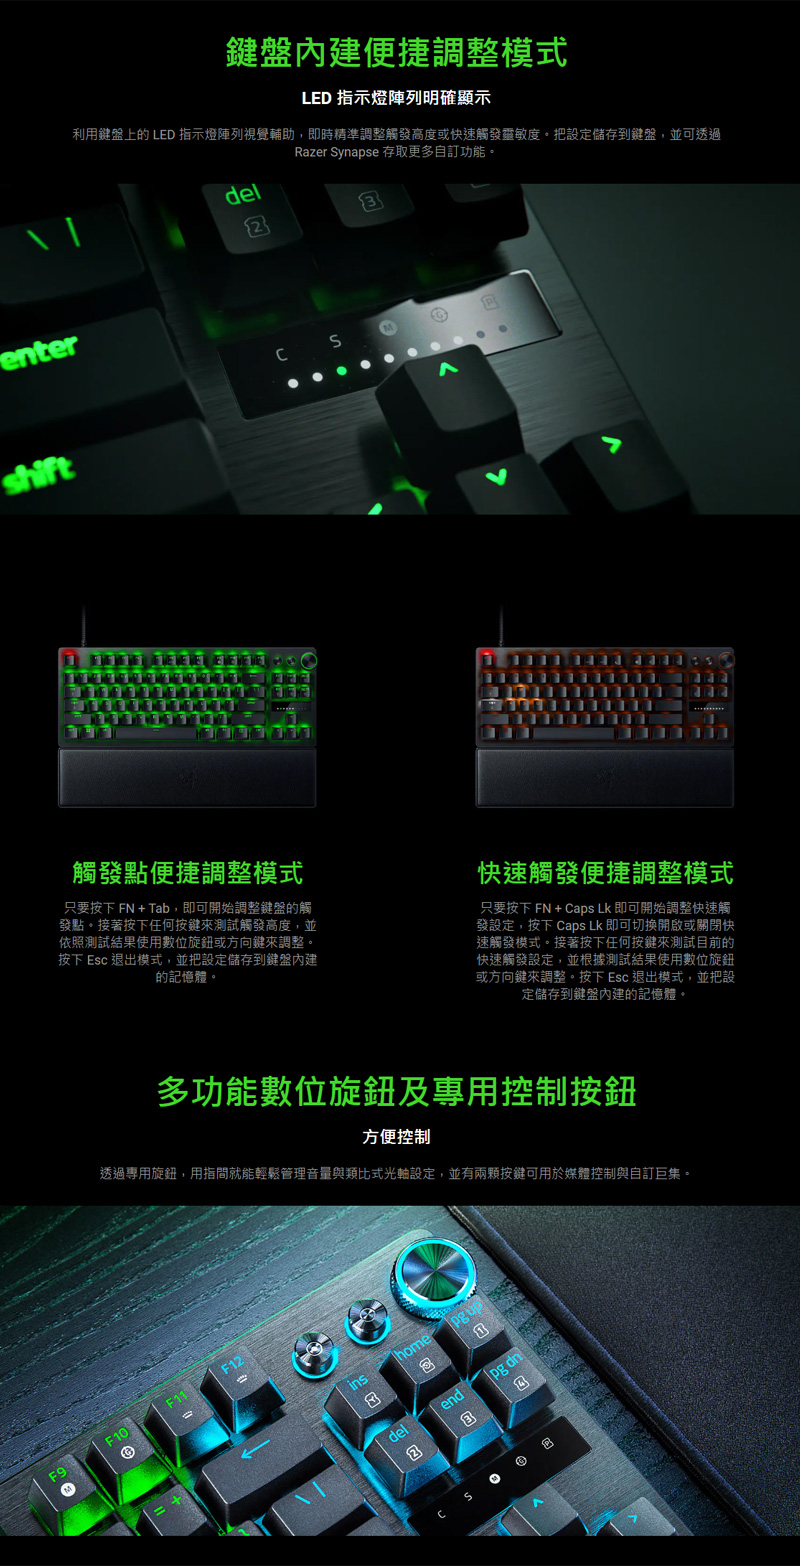 鍵盤內建便捷調整模式
LED 指示燈陣列明確顯示
利用鍵盤上的 LED 指示燈陣列視覺輔助，即時精準調整觸發高度或快速觸發靈敏度。把設定儲存到鍵盤，並可透過
Razer Synapse 存取更多自訂功能。
del
2
3
\ |
enter
shift
C S M G P
觸發點便捷調整模式
只要按下 FN + Tab，即可開始調整鍵盤的觸
發點。接著按下任何按鍵來測試觸發高度，並
依照測試結果使用數位旋鈕或方向鍵來調整。
按下 Esc 退出模式，並把設定儲存到鍵盤內建
的記憶體。
快速觸發便捷調整模式
只要按下 FN + Caps Lk 即可開始調整快速觸
發設定，按下 Caps Lk 即可切換開啟或關閉快
速觸發模式。接著按下任何按鍵來測試目前的
快速觸發設定，並根據測試結果使用數位旋鈕
或方向鍵來調整。按下 Esc 退出模式，並把設
定儲存到鍵盤內建的記憶體。
多功能數位旋鈕及專用控制按鈕
方便控制
透過專用旋鈕，用指間就能輕鬆管理音量與類比式光軸設定，並有兩顆按鍵可用於媒體控制與自訂巨集。
F9 M
F10 G
F11
F12
ins
home
pg up 1
del 2
end 3
pg dn 4
= +
\ |
C S M G P